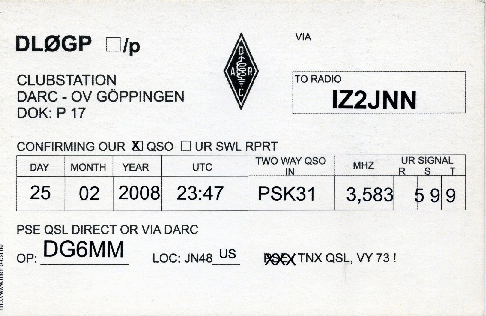 VIA
DLØGP □/p
D
A R
C
TO RADIO
IZ2JNN
CLUBSTATION
DARC - OV GÖPPINGEN
DOK: P 17
CONFIRMING OUR ☒ QSO □ UR SWL RPRT
DAY MONTH YEAR UTC TWO WAY QSO IN MHZ UR SIGNAL R S T
25 02 2008 23:47 PSK31 3,583 5 9 9
PSE QSL DIRECT OR VIA DARC
OP: DG6MM LOC: JN48 US TNX QSL, VY 73 !